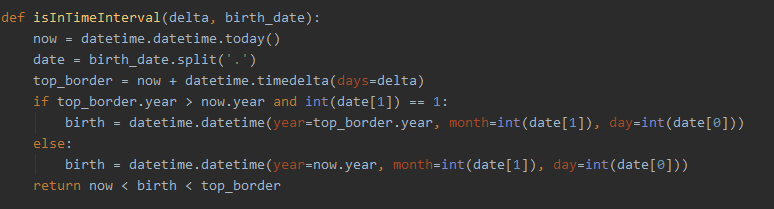 def isInTimeInterval(delta, birth_date):
    now = datetime.datetime.today()
    date = birth_date.split('.')
    top_border = now + datetime.timedelta(days=delta)
    if top_border.year > now.year and int(date[1]) == 1:
        birth = datetime.datetime(year=top_border.year, month=int(date[1]), day=int(date[0]))
    else:
        birth = datetime.datetime(year=now.year, month=int(date[1]), day=int(date[0]))
    return now < birth < top_border